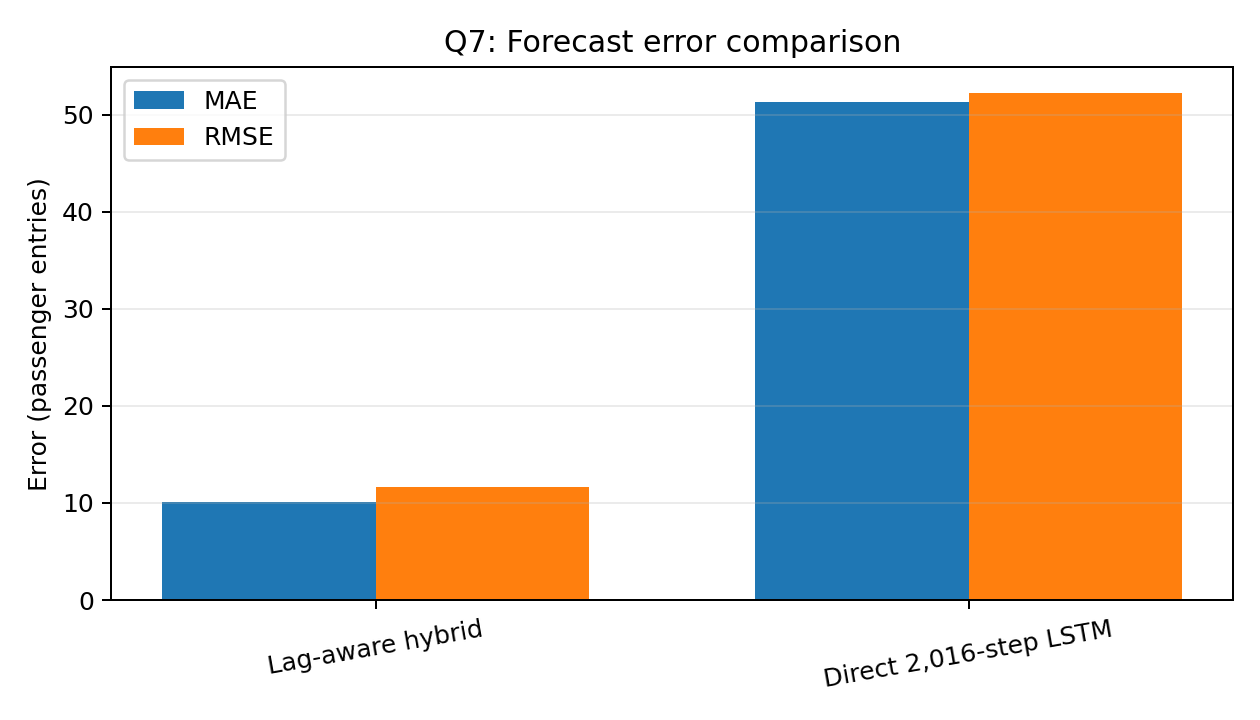 Q7: Forecast error comparison
MAE
RMSE
Error (passenger entries)
50
40
30
20
10
0
Lag-aware hybrid
Direct 2,016-step LSTM